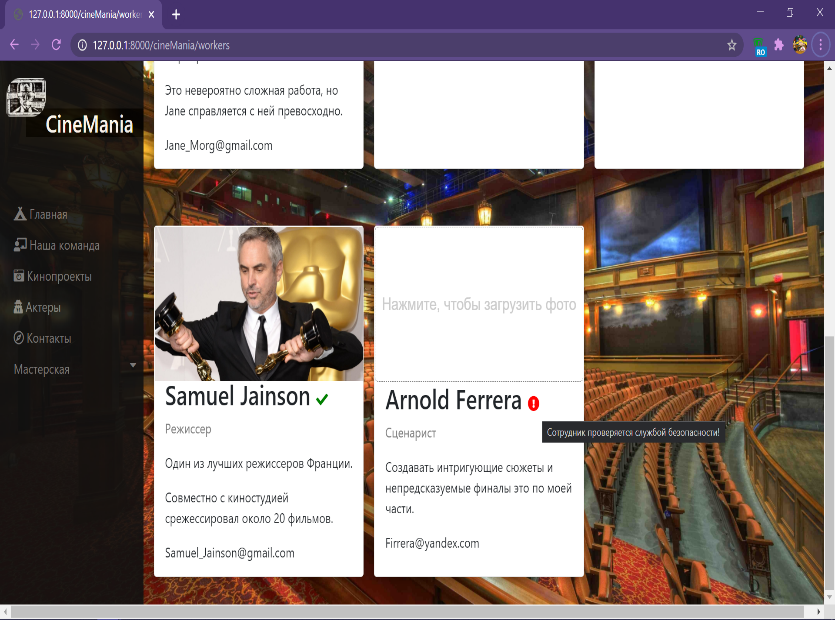 127.0.0.1:8000/cineMania/worke
127.0.0.1:8000/cineMania/workers
RO
CineMania
Главная
Наша команда
Кинопроекты
Актеры
Контакты
Мастерская
Это невероятно сложная работа, но
Jane справляется с ней превосходно.
Jane_Morg@gmail.com
Samuel Jainson
Режиссер
Один из лучших режиссеров Франции.
Совместно с киностудией
срежессировал около 20 фильмов.
Samuel_Jainson@gmail.com
Нажмите, чтобы загрузить фото
Arnold Ferrera
Сценарист
Сотрудник проверяется службой безопасности!
Создавать интригующие сюжеты и
непредсказуемые финалы это по моей
части.
Firrera@yandex.com